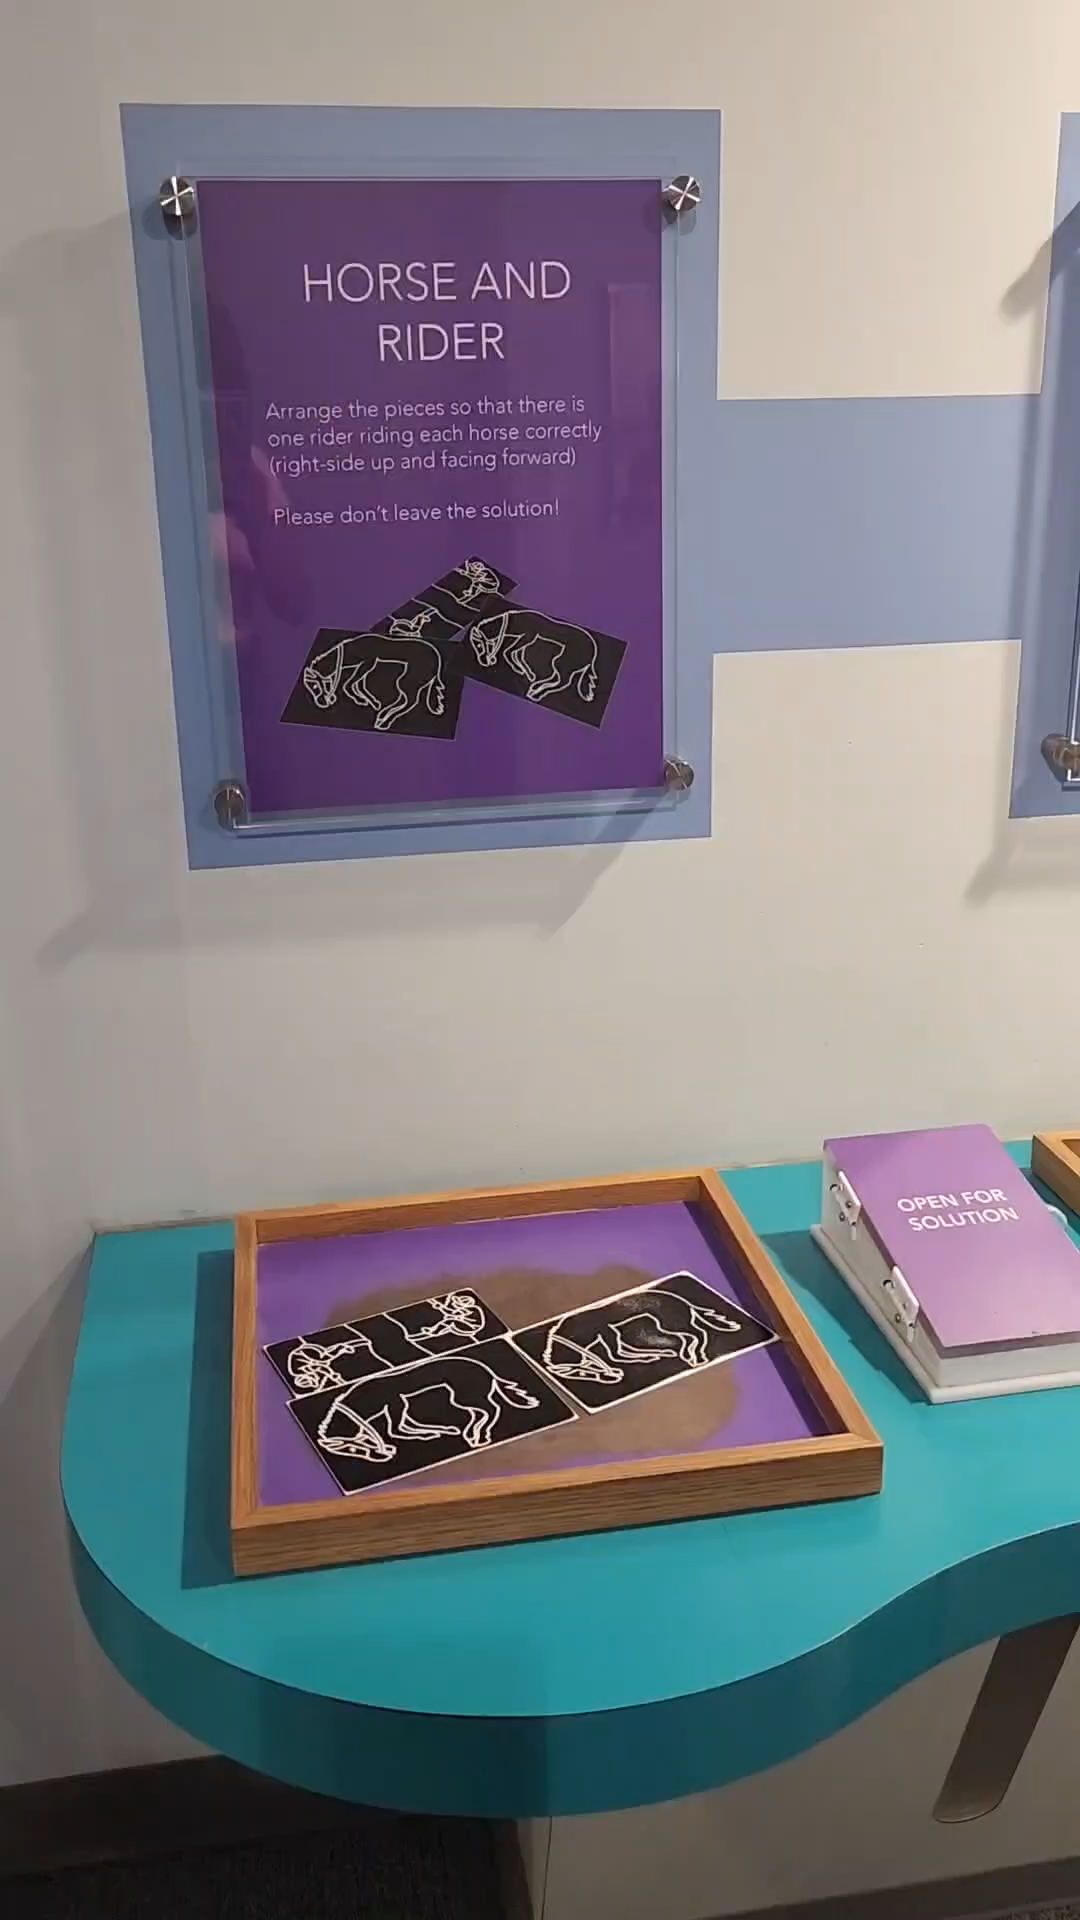 HORSE AND
RIDER
Arrange the pieces so that there is
one rider riding each horse correctly
(right-side up and facing forward)
Please don't leave the solution!
OPEN FOR
SOLUTION